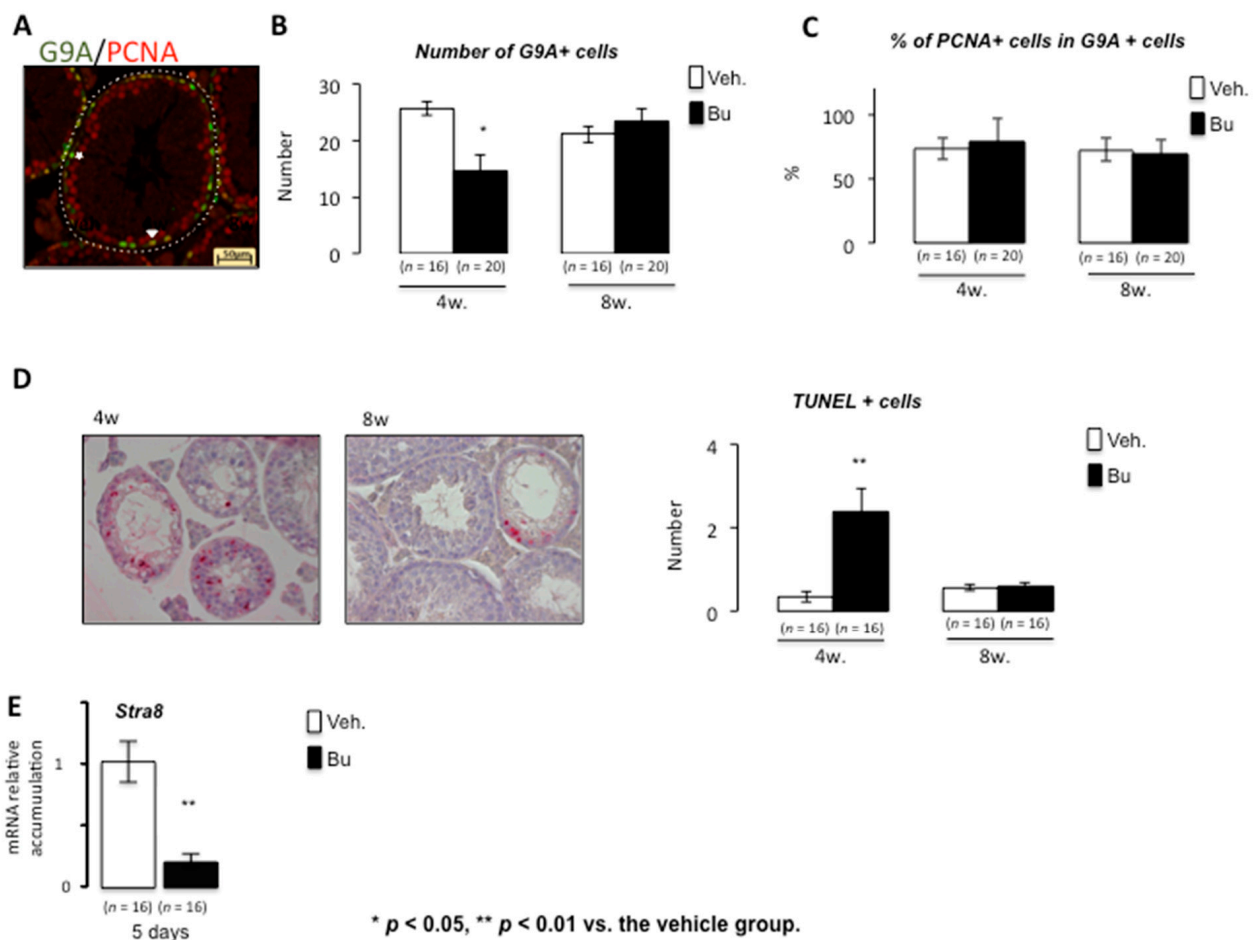 A
G9A/PCNA
50µm
B
Number of G9A+ cells
Number
30
20
10
0
*
Veh.
Bu
(n = 16) (n = 20)
4w.
(n = 16) (n = 20)
8w.
C
% of PCNA+ cells in G9A + cells
%
100
50
0
Veh.
Bu
(n = 16) (n = 20)
4w.
(n = 16) (n = 20)
8w.
D
4w
8w
TUNEL + cells
Number
4
2
0
**
Veh.
Bu
(n = 16) (n = 16)
4w.
(n = 16) (n = 16)
8w.
E
Stra8
mRNA relative
accumuulation
1
0
**
Veh.
Bu
(n = 16) (n = 16)
5 days
* p < 0.05, ** p < 0.01 vs. the vehicle group.